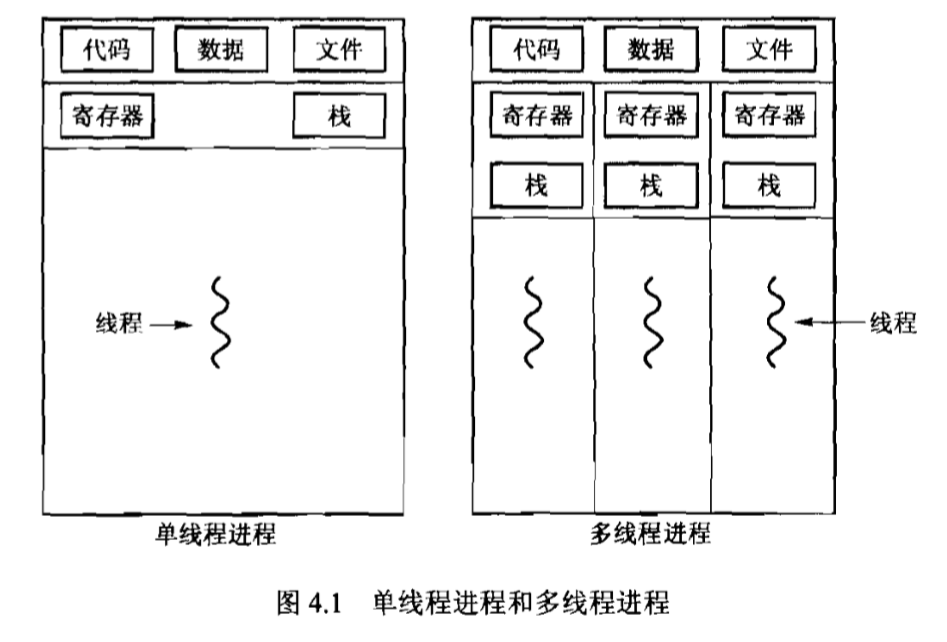 代码 数据 文件 代码 数据 文件
寄存器 栈 寄存器 寄存器 寄存器
栈 栈 栈
线程 线程
单线程进程 多线程进程
图 4.1 单线程进程和多线程进程